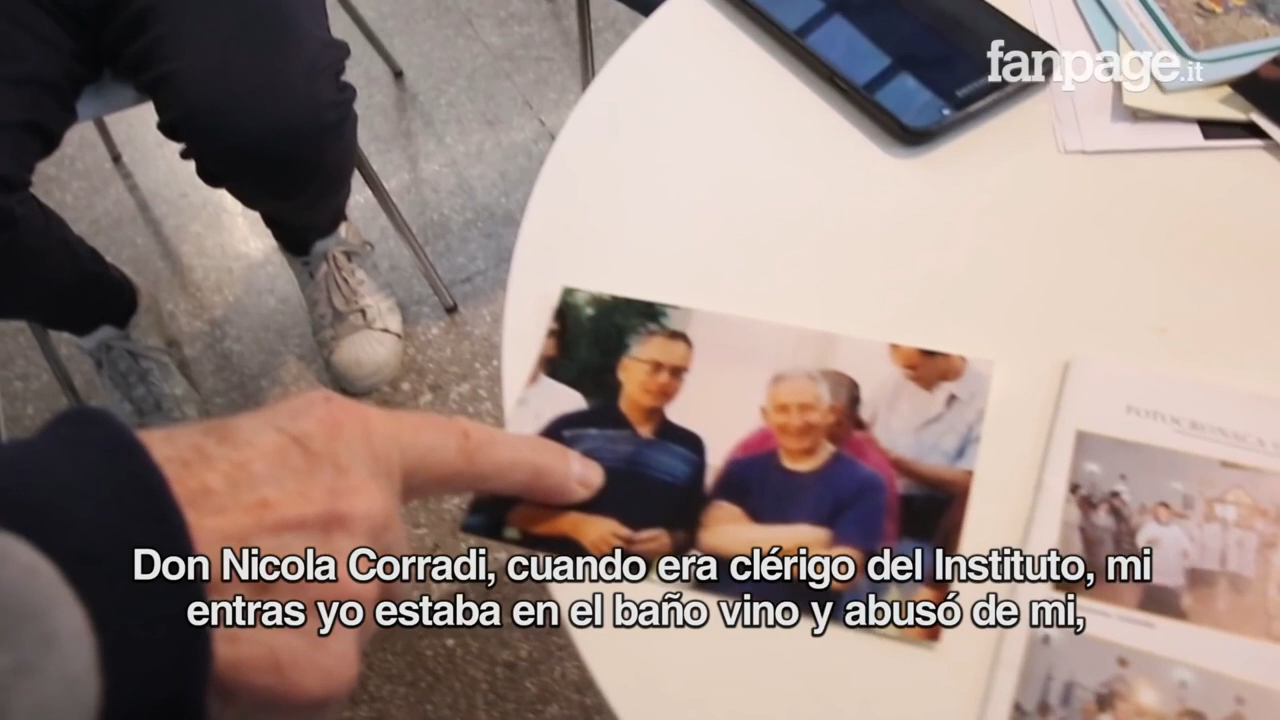 fanpage.it
FOTOCRONACA
Don Nicola Corradi, cuando era clérigo del Instituto, mi
entras yo estaba en el baño vino y abusó de mi,